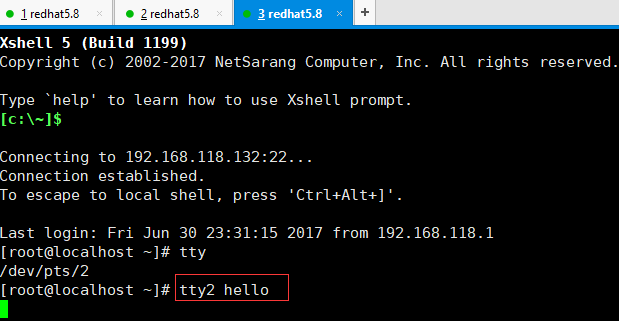 1 redhat5.8 × 2 redhat5.8 × 3 redhat5.8 × +
Xshell 5 (Build 1199)
Copyright (c) 2002-2017 NetSarang Computer, Inc. All rights reserved.
Type `help' to learn how to use Xshell prompt.
[c:\~]$
Connecting to 192.168.118.132:22...
Connection established.
To escape to local shell, press 'Ctrl+Alt+]'.
Last login: Fri Jun 30 23:31:15 2017 from 192.168.118.1
[root@localhost ~]# tty
/dev/pts/2
[root@localhost ~]# tty2 hello